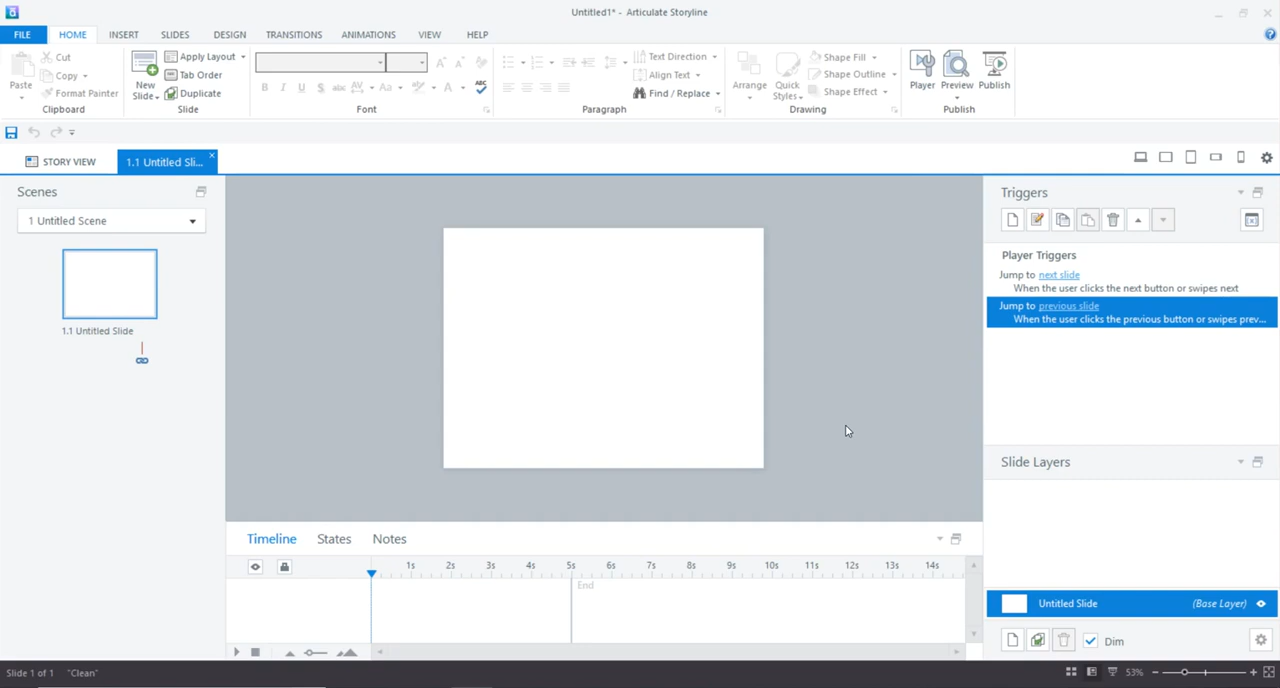 Untitled1* - Articulate Storyline
FILE HOME INSERT SLIDES DESIGN TRANSITIONS ANIMATIONS VIEW HELP
Paste
Cut
Copy
Format Painter
Clipboard
New Slide
Apply Layout
Tab Order
Duplicate
Slide
B I U S abc AV Aa A ABC
Font
Text Direction
Align Text
Find / Replace
Paragraph
Arrange
Quick Styles
Shape Fill
Shape Outline
Shape Effect
Drawing
Player Preview Publish
Publish
STORY VIEW 1.1 Untitled Sli...
Scenes
1 Untitled Scene
1.1 Untitled Slide
Triggers
Player Triggers
Jump to next slide
When the user clicks the next button or swipes next
Jump to previous slide
When the user clicks the previous button or swipes prev...
Slide Layers
Untitled Slide (Base Layer)
Dim
Timeline States Notes
1s 2s 3s 4s 5s 6s 7s 8s 9s 10s 11s 12s 13s 14s
End
Slide 1 of 1 "Clean" 53%